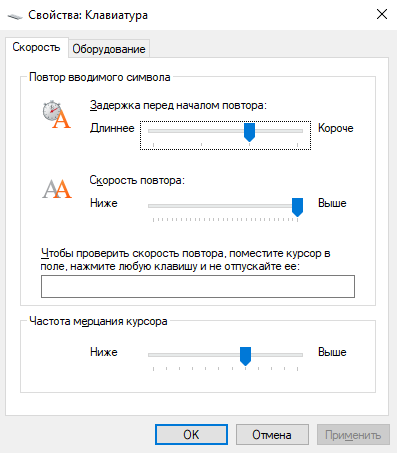 Свойства: Клавиатура
Скорость Оборудование
Повтор вводимого символа
Задержка перед началом повтора:
Длиннее Короче
Скорость повтора:
Ниже Выше
Чтобы проверить скорость повтора, поместите курсор в
поле, нажмите любую клавишу и не отпускайте ее:
Частота мерцания курсора
Ниже Выше
OK Отмена Применить